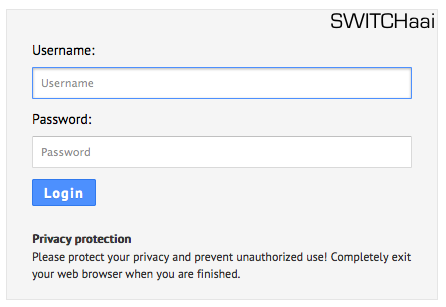 SWITCHaai
Username:
Username
Password:
Password
Login
Privacy protection
Please protect your privacy and prevent unauthorized use! Completely exit
your web browser when you are finished.